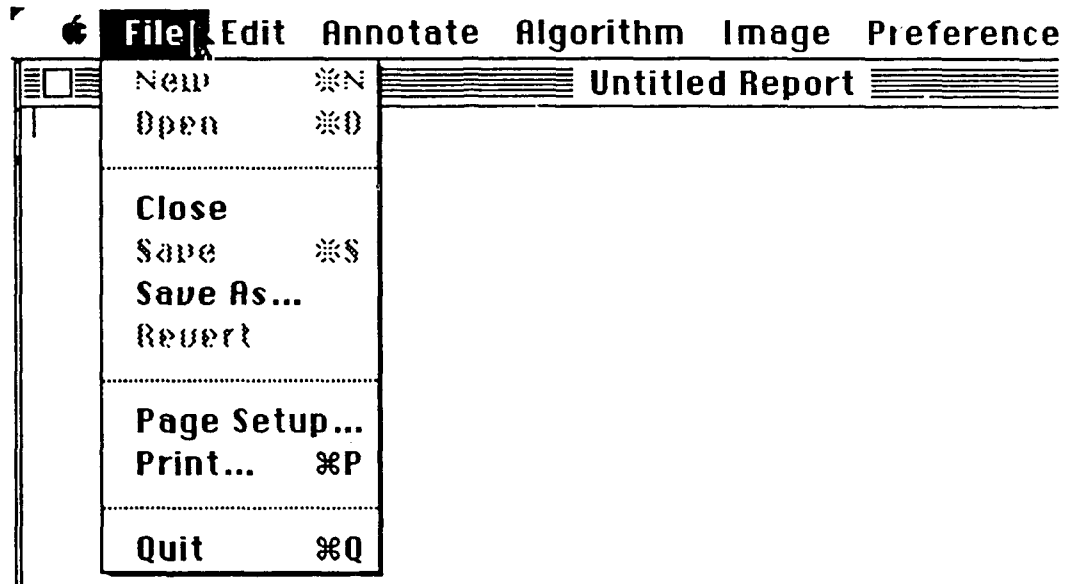 File Edit Annotate Algorithm Image Preference
Untitled Report
New ⌘N
Open ⌘O
Close
Save ⌘S
Save As...
Revert
Page Setup...
Print... ⌘P
Quit ⌘Q